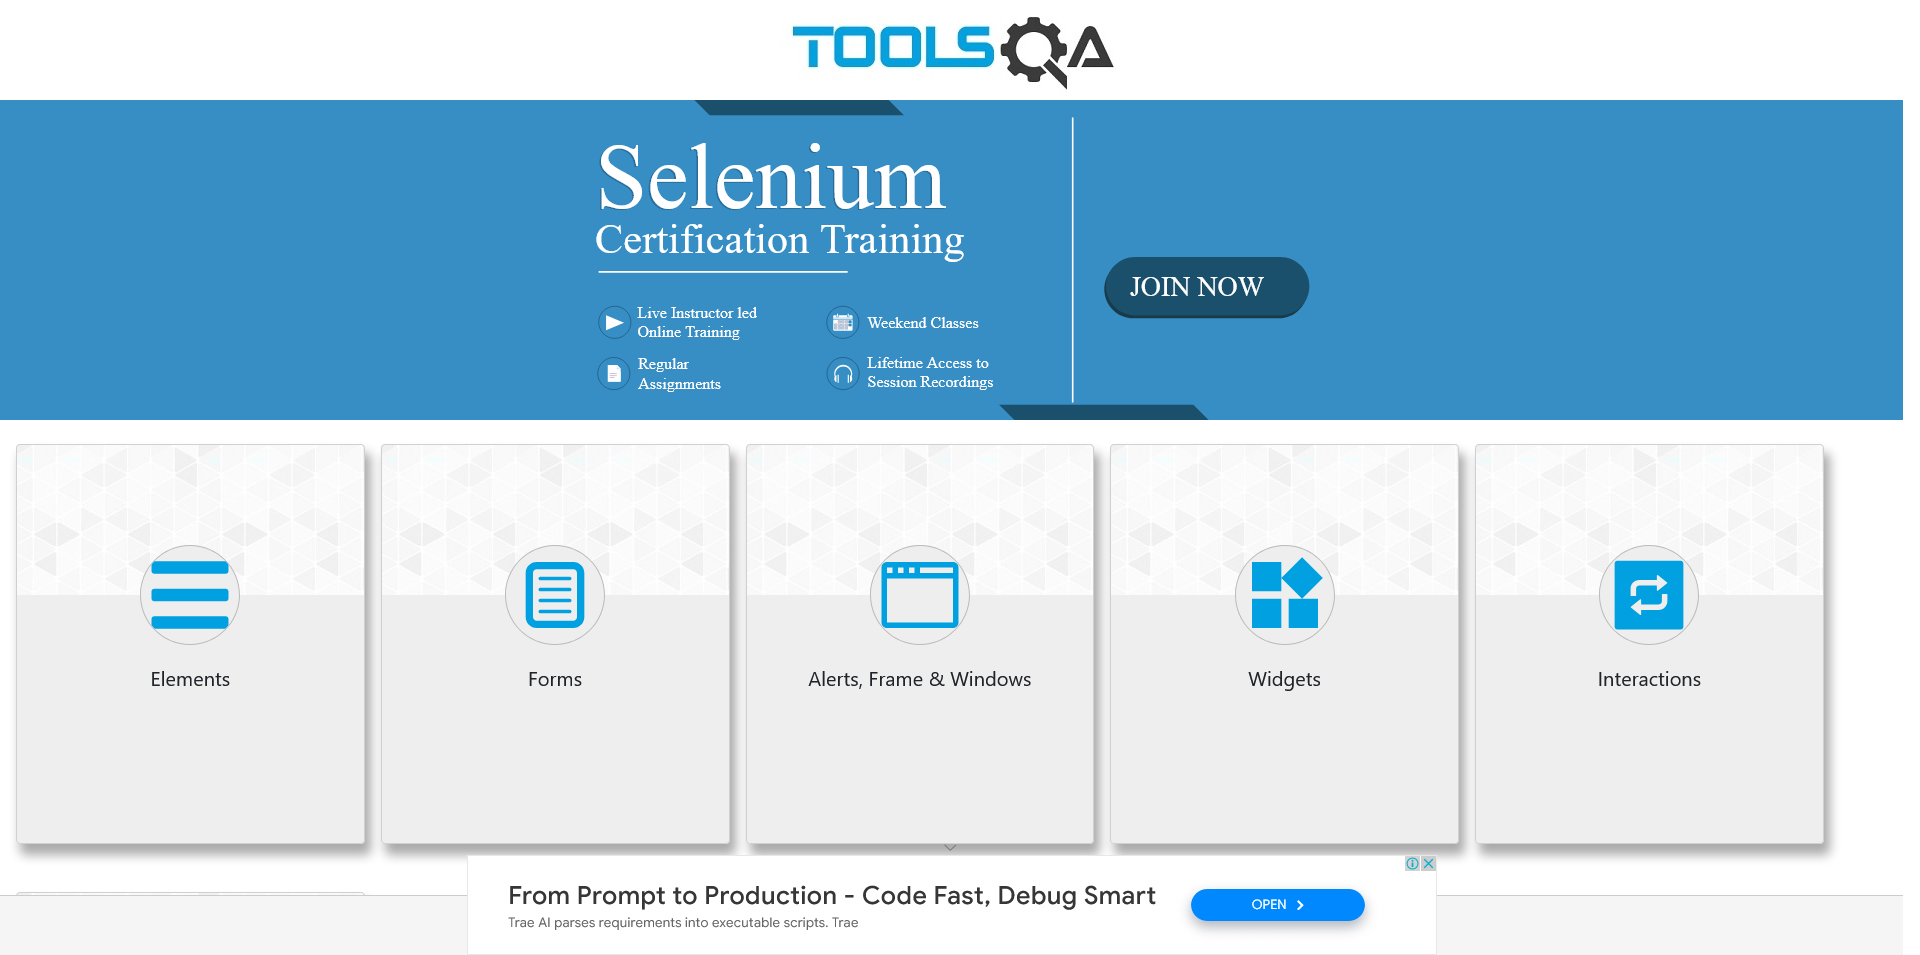 TOOLSQA
Selenium
Certification Training
Live Instructor led
Online Training
Weekend Classes
Regular
Assignments
Lifetime Access to
Session Recordings
JOIN NOW
Elements
Forms
Alerts, Frame & Windows
Widgets
Interactions
From Prompt to Production - Code Fast, Debug Smart
Trae AI parses requirements into executable scripts. Trae
OPEN